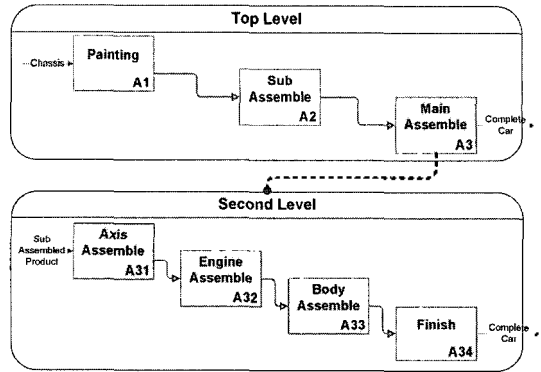 Top Level
Chassis
Painting
A1
Sub
Assemble
A2
Main
Assemble
A3
Complete
Car
Second Level
Sub
Assembled
Product
Axis
Assemble
A31
Engine
Assemble
A32
Body
Assemble
A33
Finish
A34
Complete
Car